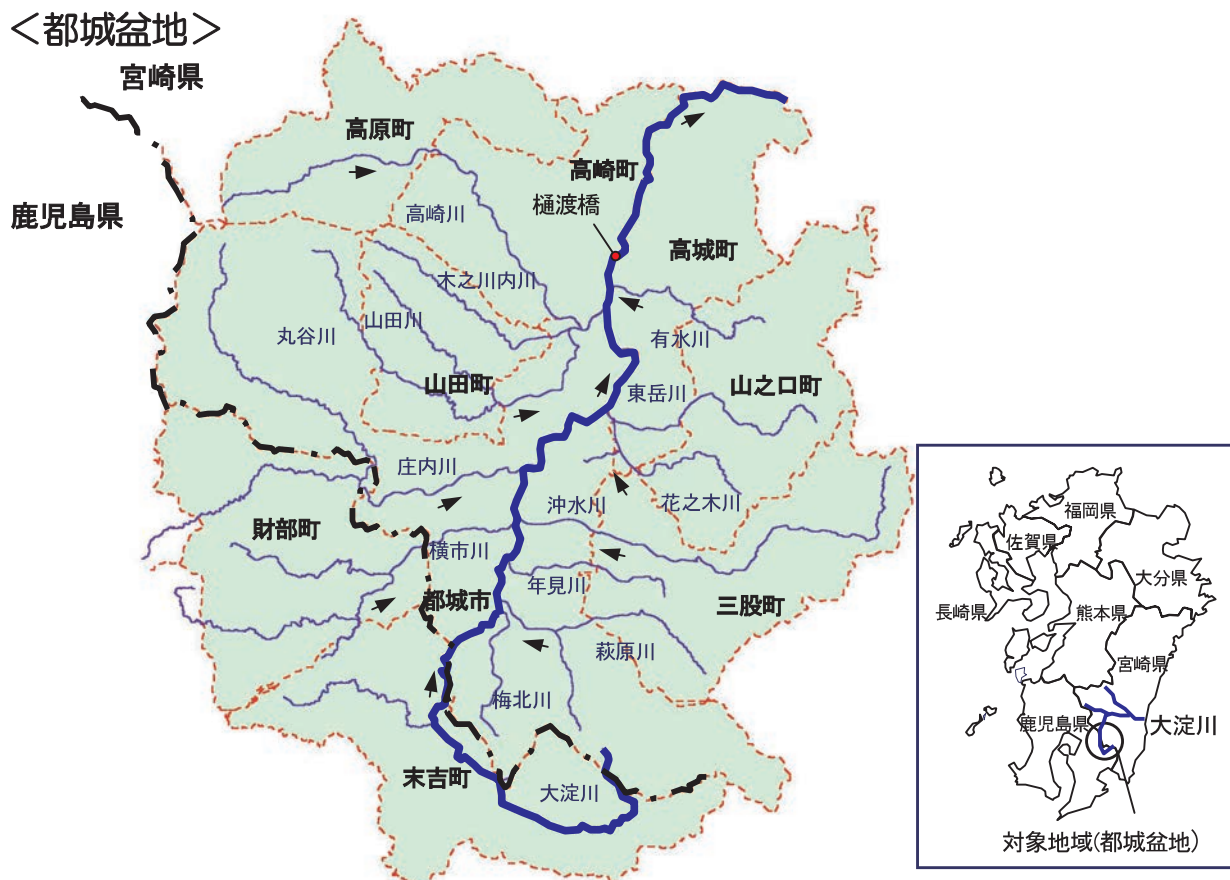 ＜都城盆地＞
宮崎県
鹿児島県
高原町
高崎町
樋渡橋
高崎川
高城町
木之川内川
山田川
丸谷川
有水川
山田町
東岳川
山之口町
庄内川
沖水川
花之木川
財部町
横市川
都城市
年見川
三股町
萩原川
梅北川
末吉町
大淀川
福岡県
佐賀県
大分県
長崎県
熊本県
宮崎県
鹿児島県
大淀川
対象地域(都城盆地)